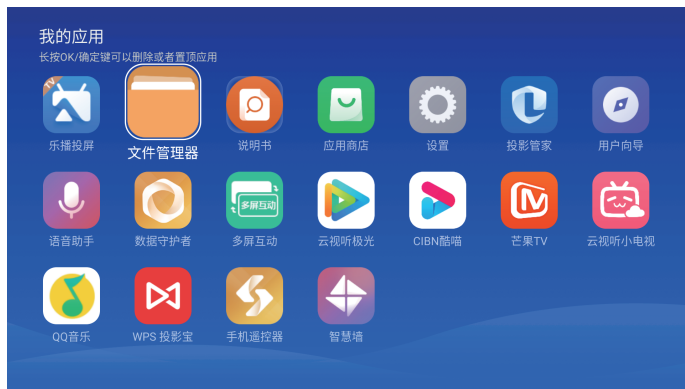 我的应用
长按OK/确定键可以删除或者置顶应用
TV
乐播投屏 文件管理器 说明书 应用商店 设置 投影管家 用户向导
多屏互动
语音助手 数据守护者 多屏互动 云视听极光 CIBN酷喵 芒果TV 云视听小电视
QQ音乐 WPS 投影宝 手机遥控器 智慧墙